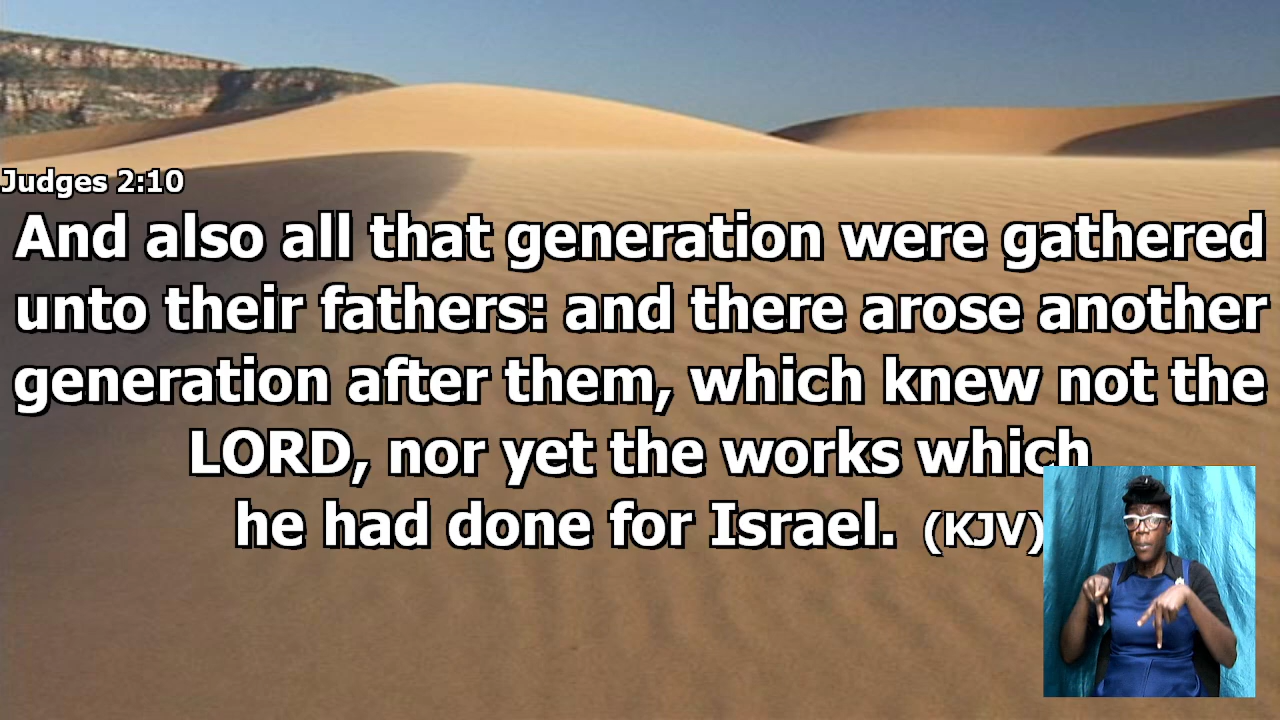 Judges 2:10
And also all that generation were gathered
unto their fathers: and there arose another
generation after them, which knew not the
LORD, nor yet the works which
he had done for Israel. (KJV)